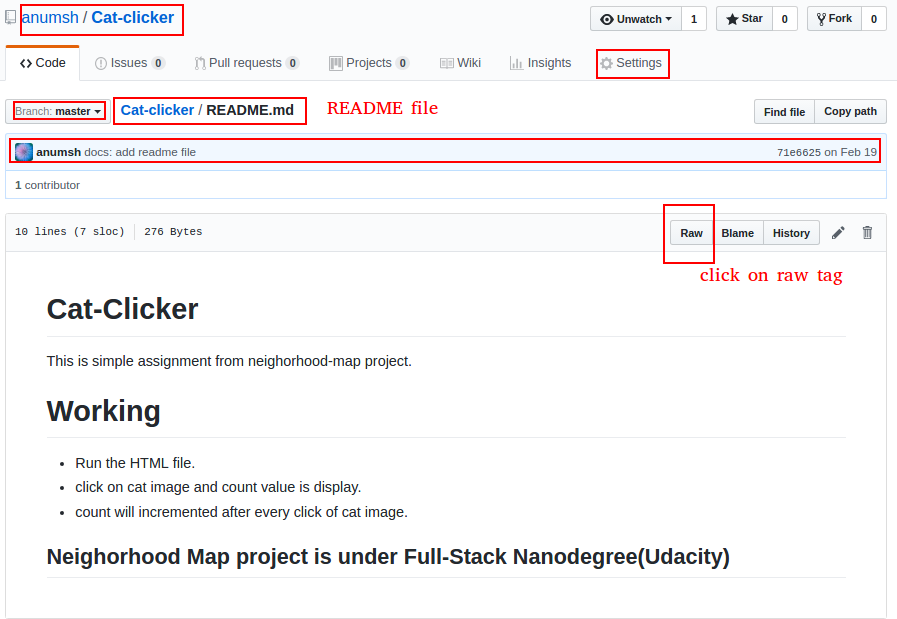 anumsh / Cat-clicker Unwatch 1 Star 0 Fork 0
Code Issues 0 Pull requests 0 Projects 0 Wiki Insights Settings
Branch: master Cat-clicker / README.md README file Find file Copy path
anumsh docs: add readme file 71e6625 on Feb 19
1 contributor
10 lines (7 sloc) 276 Bytes Raw Blame History
click on raw tag
Cat-Clicker
This is simple assignment from neighorhood-map project.
Working
• Run the HTML file.
• click on cat image and count value is display.
• count will incremented after every click of cat image.
Neighorhood Map project is under Full-Stack Nanodegree(Udacity)